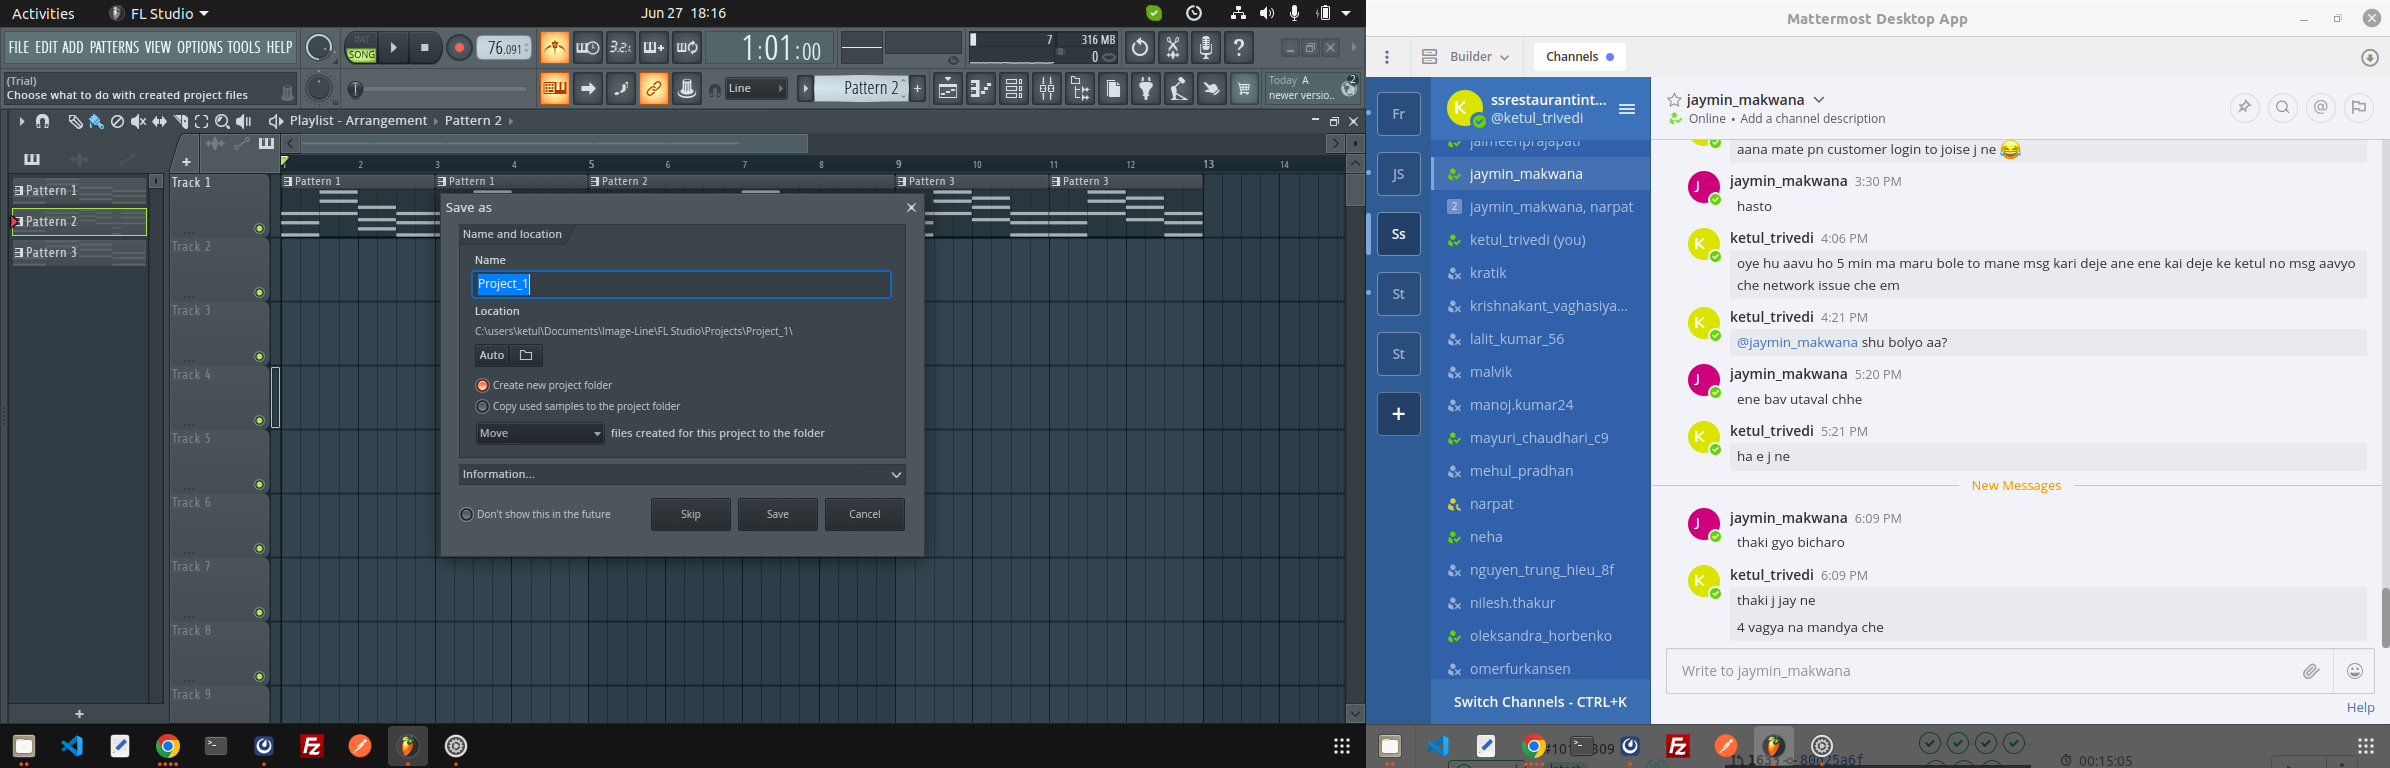 Activities
FL Studio
Jun 27 18:16
FILE EDIT ADD PATTERNS VIEW OPTIONS TOOLS HELP
PAT
SONG
76.091
3.2.
1:01:00
7
316 MB
0
(Trial)
Choose what to do with created project files
Line
Pattern 2
Today A
newer versio..
2
Playlist - Arrangement
Pattern 2
Pattern 1
Pattern 2
Pattern 3
2 3 4 5 6 7 8 9 10 11 12 13 14
Track 1
Track 2
Track 3
Track 4
Track 5
Track 6
Track 7
Track 8
Track 9
Pattern 1
Pattern 1
Pattern 2
Pattern 3
Pattern 3
Save as
Name and location
Name
Project_1
Location
C:\users\ketul\Documents\Image-Line\FL Studio\Projects\Project_1\
Auto
Create new project folder
Copy used samples to the project folder
Move
files created for this project to the folder
Information...
Don't show this in the future
Skip
Save
Cancel
Mattermost Desktop App
Builder
Channels
Fr
JS
Ss
St
St
+
ssrestaurantint...
@ketul_trivedi
jaimeenprajapati
jaymin_makwana
2 jaymin_makwana, narpat
ketul_trivedi (you)
kratik
krishnakant_vaghasiya...
lalit_kumar_56
malvik
manoj.kumar24
mayuri_chaudhari_c9
mehul_pradhan
narpat
neha
nguyen_trung_hieu_8f
nilesh.thakur
oleksandra_horbenko
omerfurkansen
Switch Channels - CTRL+K
jaymin_makwana
Online • Add a channel description
aana mate pn customer login to joise j ne 😂
jaymin_makwana 3:30 PM
hasto
ketul_trivedi 4:06 PM
oye hu aavu ho 5 min ma maru bole to mane msg kari deje ane ene kai deje ke ketul no msg aavyo
che network issue che em
ketul_trivedi 4:21 PM
@jaymin_makwana shu bolyo aa?
jaymin_makwana 5:20 PM
ene bav utaval chhe
ketul_trivedi 5:21 PM
ha e j ne
New Messages
jaymin_makwana 6:09 PM
thaki gyo bicharo
ketul_trivedi 6:09 PM
thaki j jay ne
4 vagya na mandya che
Write to jaymin_makwana
Help
00:15:05